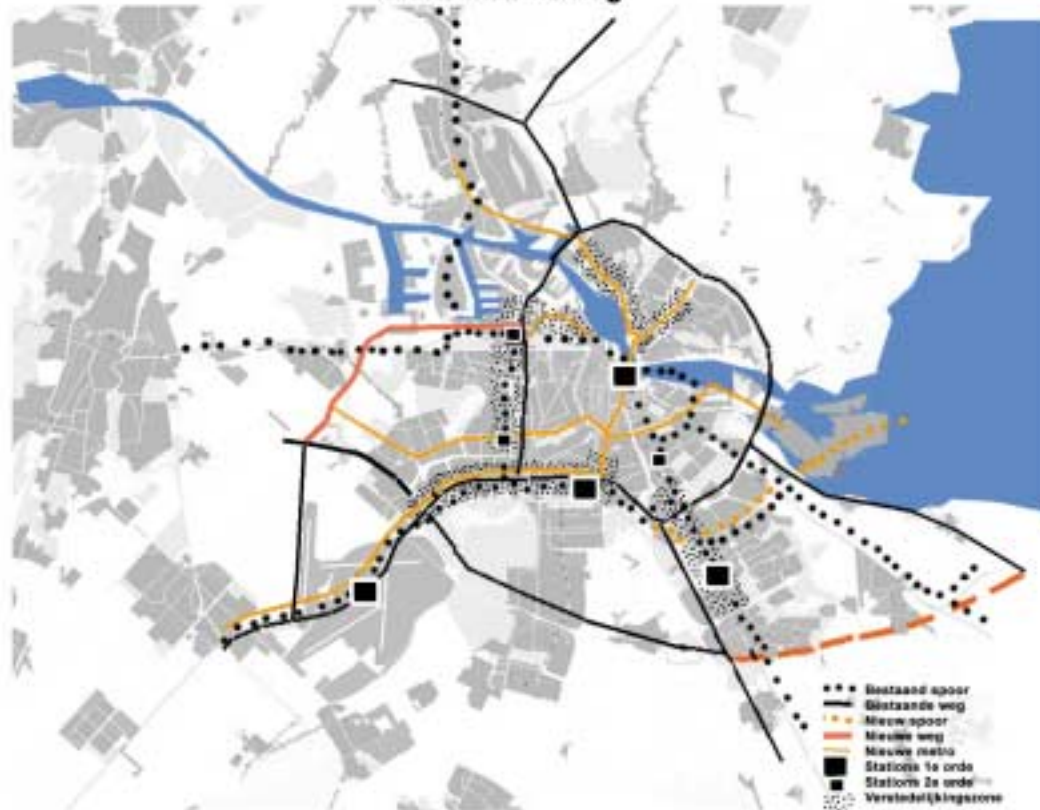 Bestaand spoor
Bestaande weg
Nieuw spoor
Nieuwe weg
Nieuwe metro
Stations 1e orde
Stations 2e orde
Verstedelijkingszone